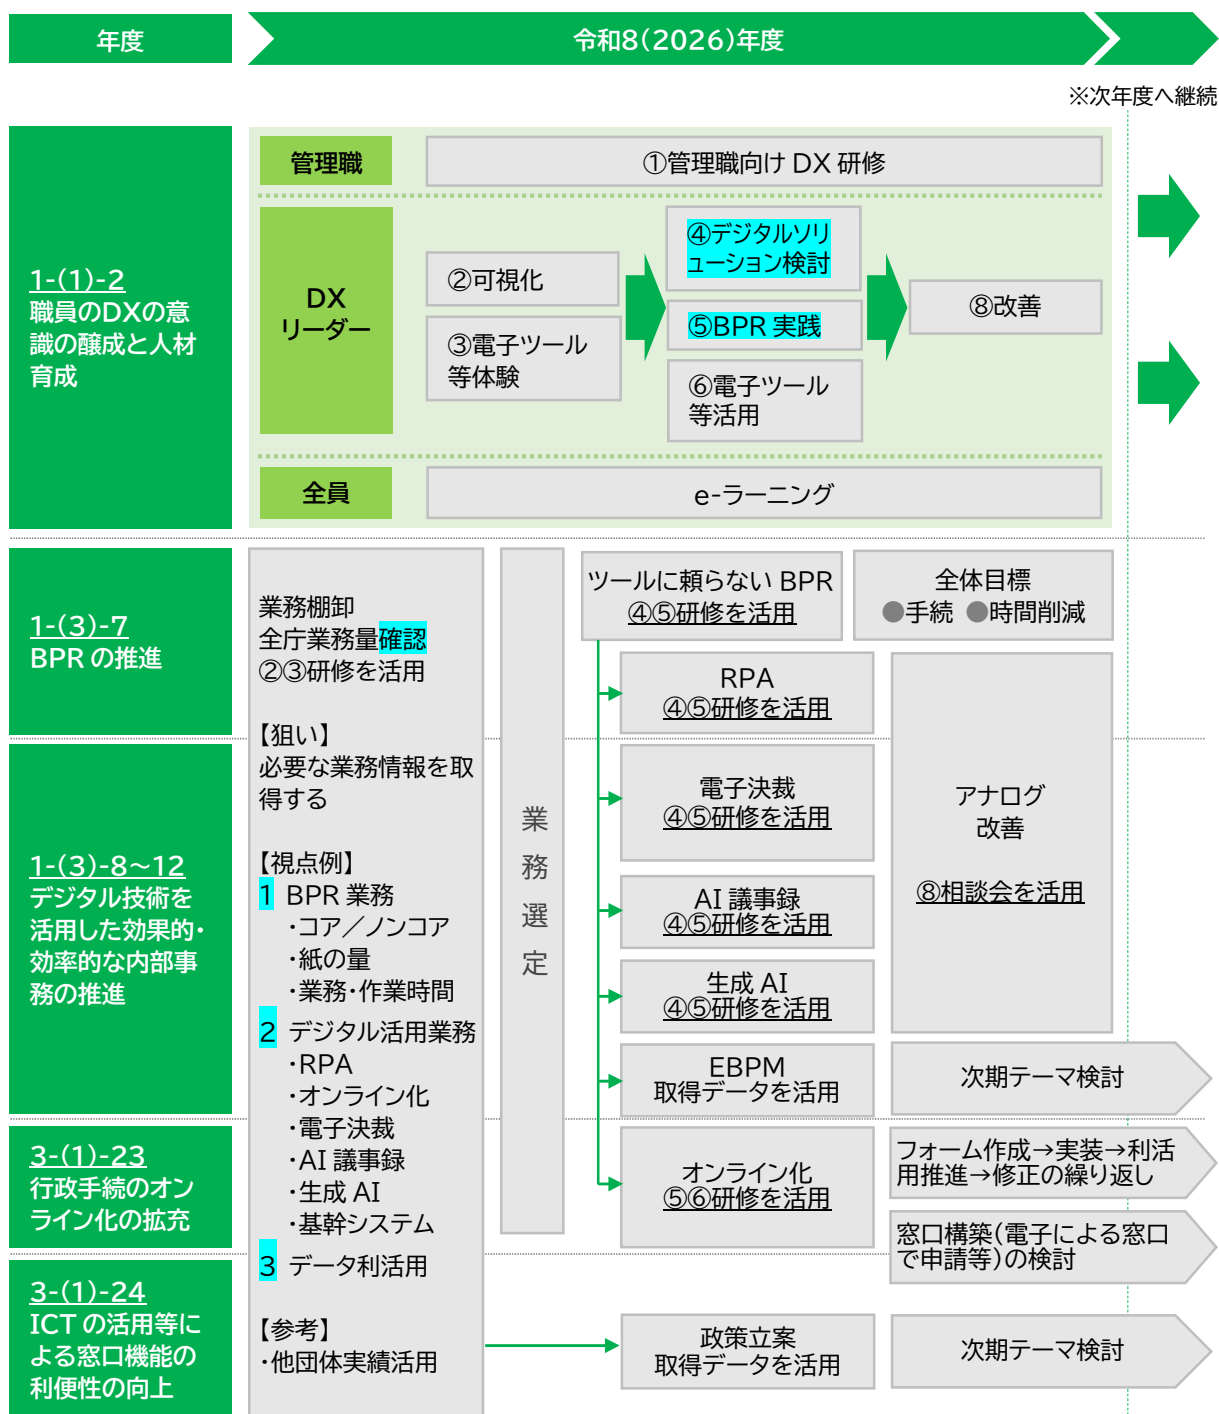 年度
令和8(2026)年度
※次年度へ継続
1-(1)-2
職員のDXの意
識の醸成と人材
育成
管理職
①管理職向け DX 研修
DX
リーダー
②可視化
③電子ツール
等体験
④デジタルソリ
ューション検討
⑤BPR 実践
⑥電子ツール
等活用
⑧改善
全員
e-ラーニング
1-(3)-7
BPR の推進
1-(3)-8~12
デジタル技術を
活用した効果的・
効率的な内部事
務の推進
3-(1)-23
行政手続のオン
ライン化の拡充
3-(1)-24
ICT の活用等に
よる窓口機能の
利便性の向上
業務棚卸
全庁業務量確認
②③研修を活用
【狙い】
必要な業務情報を取
得する
【視点例】
1 BPR 業務
・コア／ノンコア
・紙の量
・業務・作業時間
2 デジタル活用業務
・RPA
・オンライン化
・電子決裁
・AI 議事録
・生成 AI
・基幹システム
3 データ利活用
【参考】
・他団体実績活用
業
務
選
定
ツールに頼らない BPR
④⑤研修を活用
全体目標
●手続 ●時間削減
RPA
④⑤研修を活用
電子決裁
④⑤研修を活用
AI 議事録
④⑤研修を活用
生成 AI
④⑤研修を活用
EBPM
取得データを活用
オンライン化
⑤⑥研修を活用
政策立案
取得データを活用
アナログ
改善
⑧相談会を活用
次期テーマ検討
フォーム作成→実装→利活
用推進→修正の繰り返し
窓口構築(電子による窓口
で申請等)の検討
次期テーマ検討